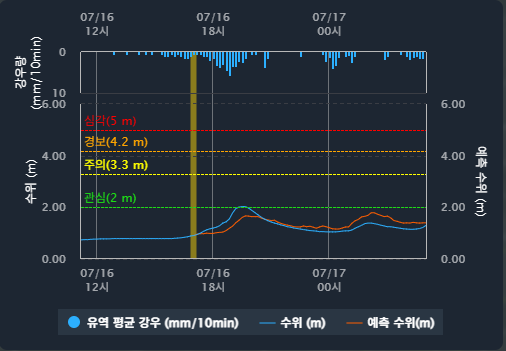 07/16 07/16 07/17
12시 18시 00시
강우량
(mm/10min)
0
10
6.00 6.00
심각(5 m)
경보(4.2 m)
4.00 4.00
주의(3.3 m)
수위 (m)
예측 수위 (m)
관심(2 m)
2.00 2.00
0.00 0.00
07/16 07/16 07/17
12시 18시 00시
유역 평균 강우 (mm/10min) 수위 (m) 예측 수위(m)